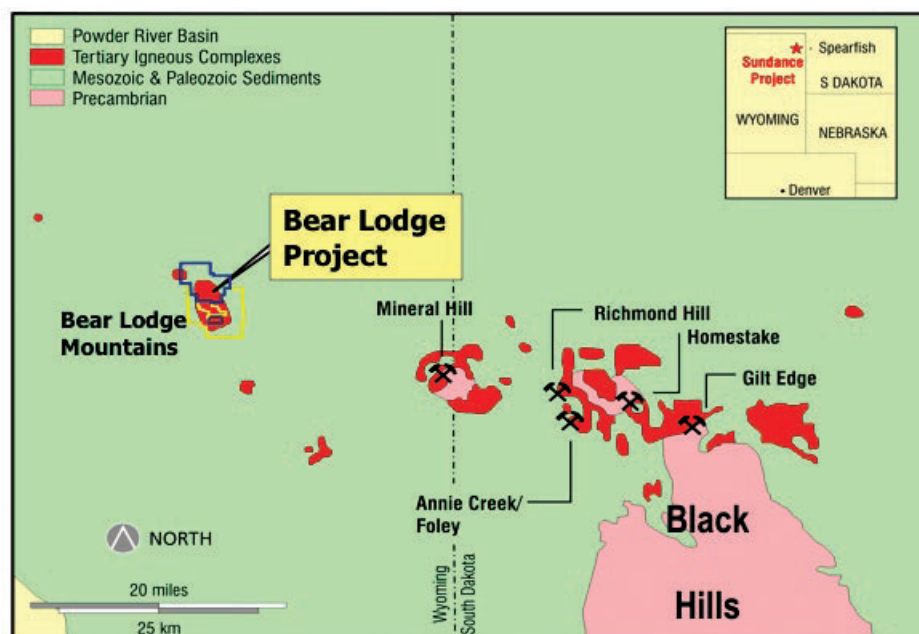 Powder River Basin
Tertiary Igneous Complexes
Mesozoic & Paleozoic Sediments
Precambrian
Spearfish
Sundance
Project
S DAKOTA
WYOMING
NEBRASKA
Denver
Bear Lodge
Project
Bear Lodge
Mountains
Mineral Hill
Richmond Hill
Homestake
Gilt Edge
Annie Creek/
Foley
Black
Hills
NORTH
20 miles
25 km
Wyoming
South Dakota